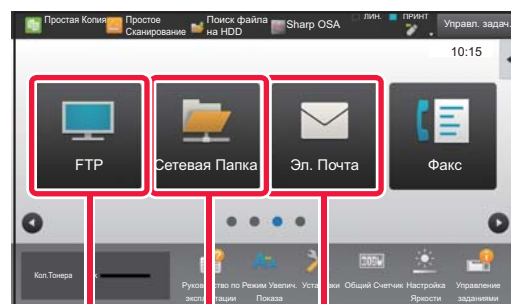 Простая Копия
Простое
Сканирование
Поиск файла
на HDD
Sharp OSA
ЛИН.
ПРИНТ
Управл. задач.
10:15
FTP
Сетевая Папка
Эл. Почта
Факс
Кол.Тонера
Руководство по
эксплуатации
Режим Увелич.
Показа
Установки
Общий Счетчик
Настройка
Яркости
Управление
заданиями